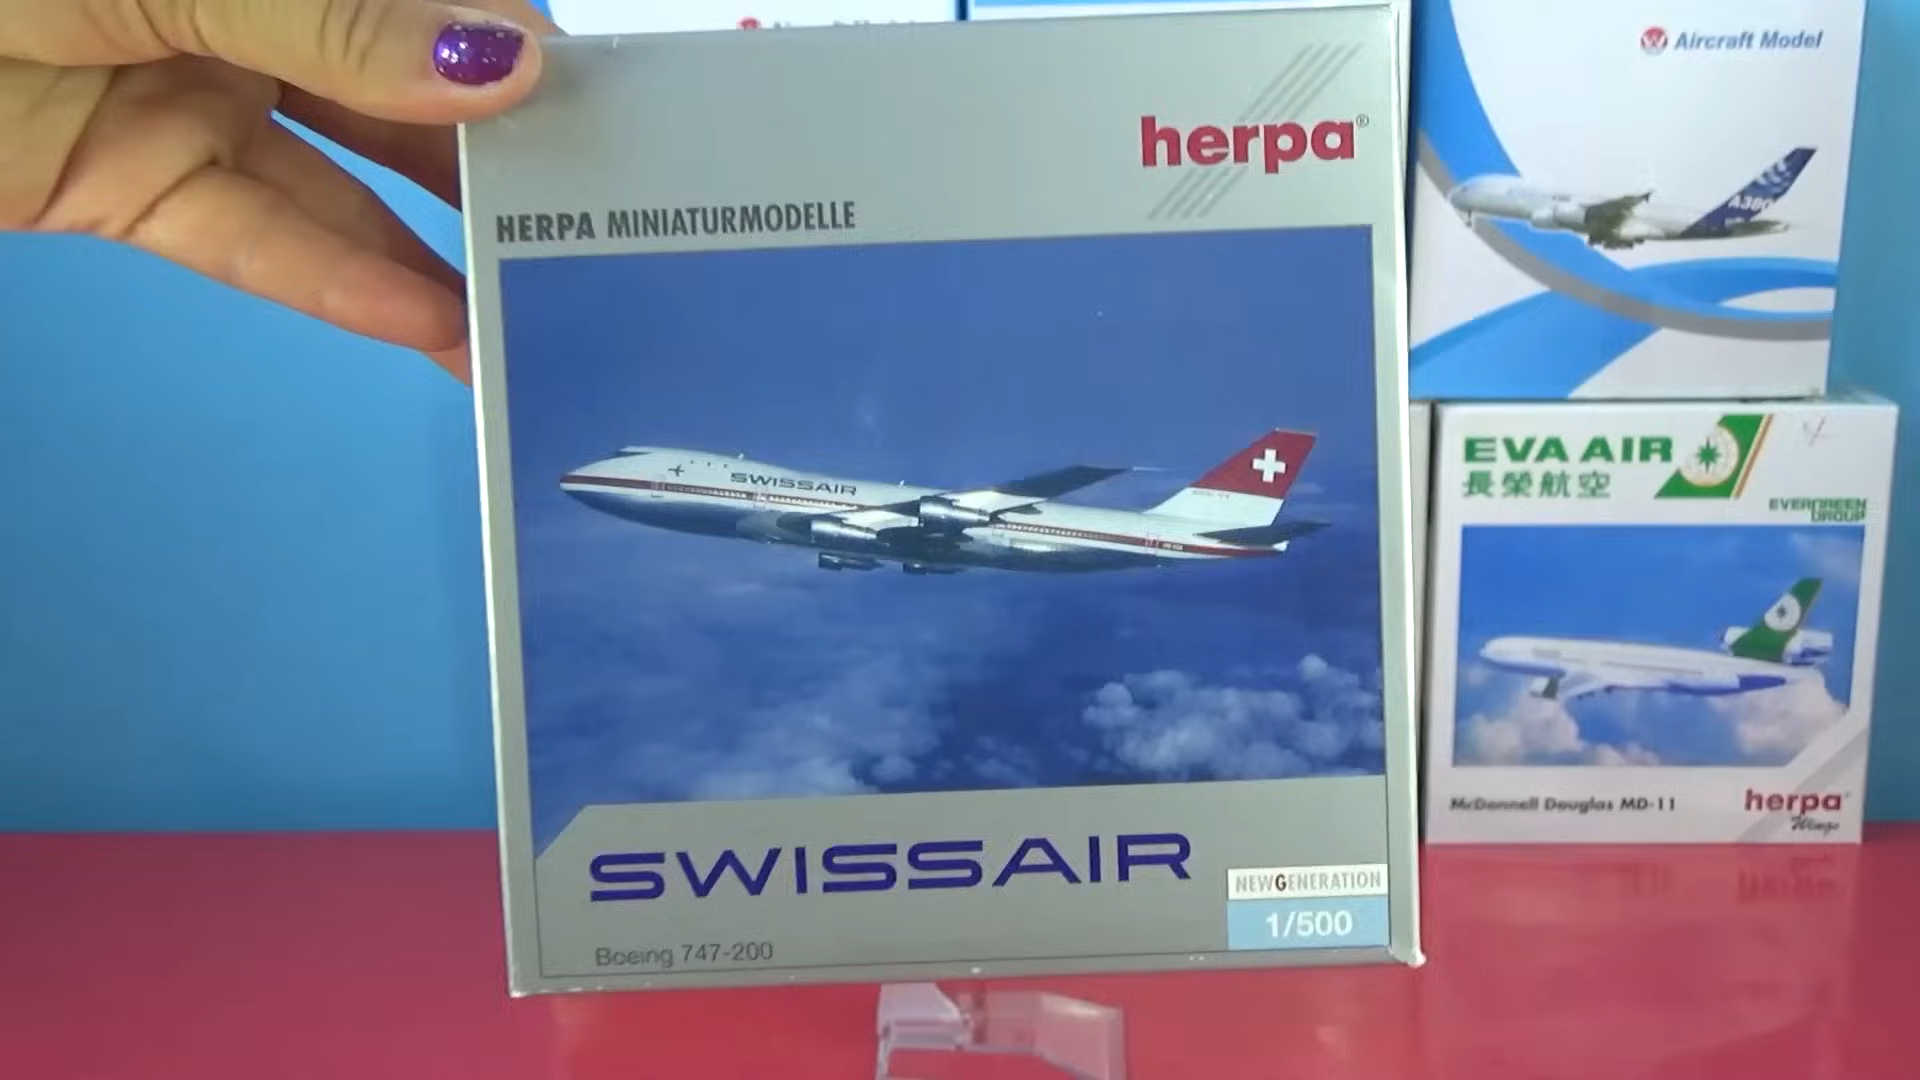 herpa®
HERPA MINIATURMODELLE
SWISSAIR
SWISSAIR
NEWGENERATION
1/500
Boeing 747-200
Aircraft Model
A380
EVA AIR
長榮航空
EVERGREEN
GROUP
McDonnell Douglas MD-11
herpa
Wings